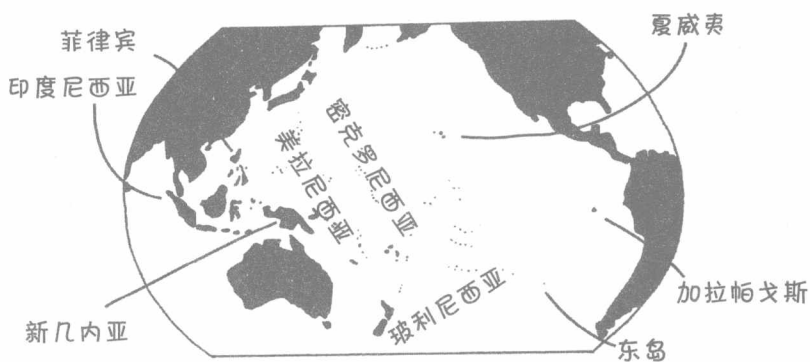 菲律宾
夏威夷
印度尼西亚
密克罗尼西亚
美拉尼西亚
加拉帕戈斯
新几内亚
玻利尼西亚
东岛